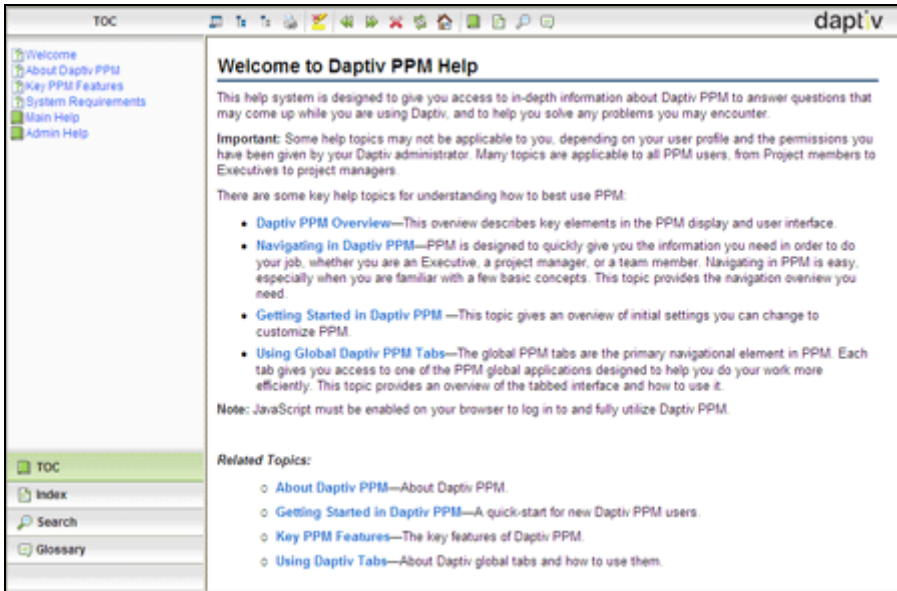 TOC
daptiv
Welcome
About Daptiv PPM
Key PPM Features
System Requirements
Main Help
Admin Help
TOC
Index
Search
Glossary
Welcome to Daptiv PPM Help
This help system is designed to give you access to in-depth information about Daptiv PPM to answer questions that
may come up while you are using Daptiv, and to help you solve any problems you may encounter.
Important: Some help topics may not be applicable to you, depending on your user profile and the permissions you
have been given by your Daptiv administrator. Many topics are applicable to all PPM users, from Project members to
Executives to project managers.
There are some key help topics for understanding how to best use PPM:
• Daptiv PPM Overview—This overview describes key elements in the PPM display and user interface.
• Navigating in Daptiv PPM—PPM is designed to quickly give you the information you need in order to do
your job, whether you are an Executive, a project manager, or a team member. Navigating in PPM is easy,
especially when you are familiar with a few basic concepts. This topic provides the navigation overview you
need.
• Getting Started in Daptiv PPM —This topic gives an overview of initial settings you can change to
customize PPM.
• Using Global Daptiv PPM Tabs—The global PPM tabs are the primary navigational element in PPM. Each
tab gives you access to one of the PPM global applications designed to help you do your work more
efficiently. This topic provides an overview of the tabbed interface and how to use it.
Note: JavaScript must be enabled on your browser to log in to and fully utilize Daptiv PPM.
Related Topics:
○ About Daptiv PPM—About Daptiv PPM.
○ Getting Started in Daptiv PPM—A quick-start for new Daptiv PPM users.
○ Key PPM Features—The key features of Daptiv PPM.
○ Using Daptiv Tabs—About Daptiv global tabs and how to use them.